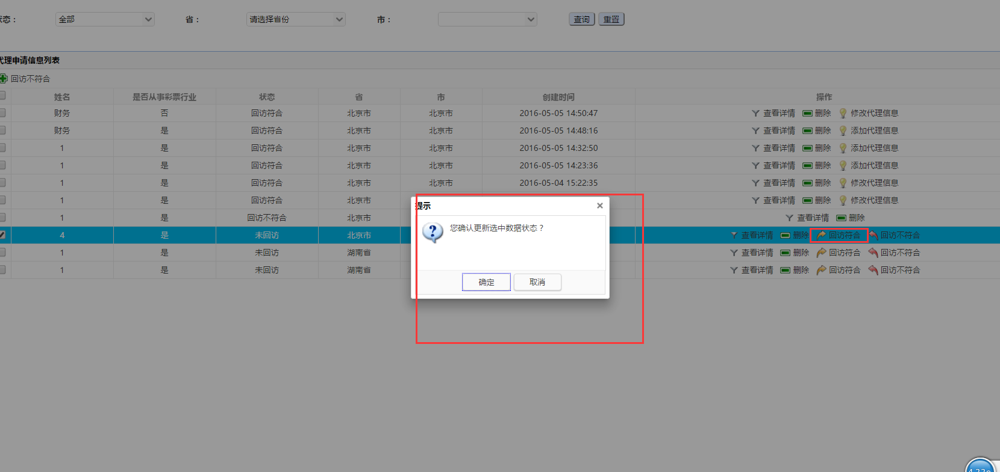 状态： 全部 省： 请选择省份 市： 查询 重置
代理申请信息列表
回访不符合
姓名 是否从事彩票行业 状态 省 市 创建时间 操作
财务 否 回访符合 北京市 北京市 2016-05-05 14:50:47 查看详情 删除 修改代理信息
财务 是 回访符合 北京市 北京市 2016-05-05 14:48:16 查看详情 删除 添加代理信息
1 是 回访符合 北京市 北京市 2016-05-05 14:32:50 查看详情 删除 添加代理信息
1 是 回访符合 北京市 北京市 2016-05-05 14:23:36 查看详情 删除 添加代理信息
1 是 回访符合 北京市 北京市 2016-05-04 15:22:35 查看详情 删除 修改代理信息
1 是 回访符合 北京市 查看详情 删除 修改代理信息
1 是 回访不符合 北京市 查看详情 删除
4 是 未回访 北京市 查看详情 删除 回访符合 回访不符合
1 是 未回访 湖南省 查看详情 删除 回访符合 回访不符合
1 是 未回访 湖南省 查看详情 删除 回访符合 回访不符合
提示
您确认更新选中数据状态？
确定 取消